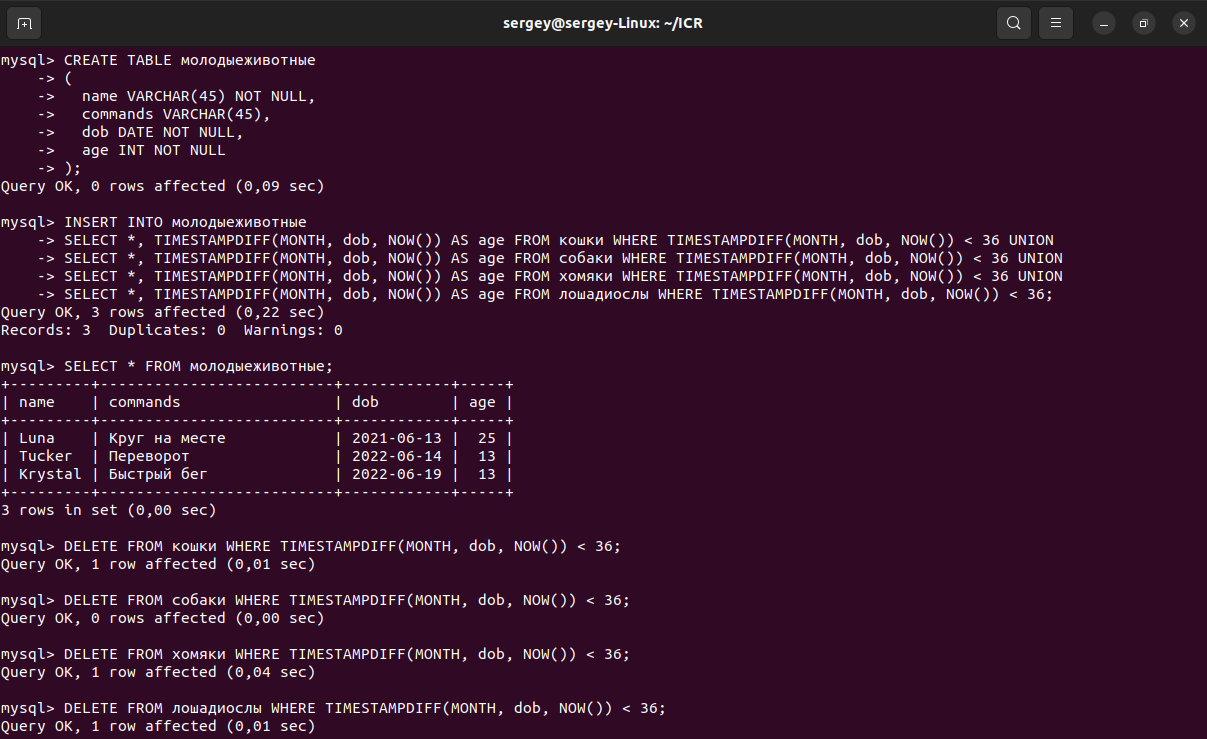 sergey@sergey-Linux: ~/ICR
mysql> CREATE TABLE молодыеживотные
    -> (
    ->   name VARCHAR(45) NOT NULL,
    ->   commands VARCHAR(45),
    ->   dob DATE NOT NULL,
    ->   age INT NOT NULL
    -> );
Query OK, 0 rows affected (0,09 sec)

mysql> INSERT INTO молодыеживотные
    -> SELECT *, TIMESTAMPDIFF(MONTH, dob, NOW()) AS age FROM кошки WHERE TIMESTAMPDIFF(MONTH, dob, NOW()) < 36 UNION
    -> SELECT *, TIMESTAMPDIFF(MONTH, dob, NOW()) AS age FROM собаки WHERE TIMESTAMPDIFF(MONTH, dob, NOW()) < 36 UNION
    -> SELECT *, TIMESTAMPDIFF(MONTH, dob, NOW()) AS age FROM хомяки WHERE TIMESTAMPDIFF(MONTH, dob, NOW()) < 36 UNION
    -> SELECT *, TIMESTAMPDIFF(MONTH, dob, NOW()) AS age FROM лошадиослы WHERE TIMESTAMPDIFF(MONTH, dob, NOW()) < 36;
Query OK, 3 rows affected (0,22 sec)
Records: 3  Duplicates: 0  Warnings: 0

mysql> SELECT * FROM молодыеживотные;
+---------+--------------------------+------------+-----+
| name    | commands                 | dob        | age |
+---------+--------------------------+------------+-----+
| Luna    | Круг на месте            | 2021-06-13 |  25 |
| Tucker  | Переворот                | 2022-06-14 |  13 |
| Krystal | Быстрый бег              | 2022-06-19 |  13 |
+---------+--------------------------+------------+-----+
3 rows in set (0,00 sec)

mysql> DELETE FROM кошки WHERE TIMESTAMPDIFF(MONTH, dob, NOW()) < 36;
Query OK, 1 row affected (0,01 sec)

mysql> DELETE FROM собаки WHERE TIMESTAMPDIFF(MONTH, dob, NOW()) < 36;
Query OK, 0 rows affected (0,00 sec)

mysql> DELETE FROM хомяки WHERE TIMESTAMPDIFF(MONTH, dob, NOW()) < 36;
Query OK, 1 row affected (0,04 sec)

mysql> DELETE FROM лошадиослы WHERE TIMESTAMPDIFF(MONTH, dob, NOW()) < 36;
Query OK, 1 row affected (0,01 sec)